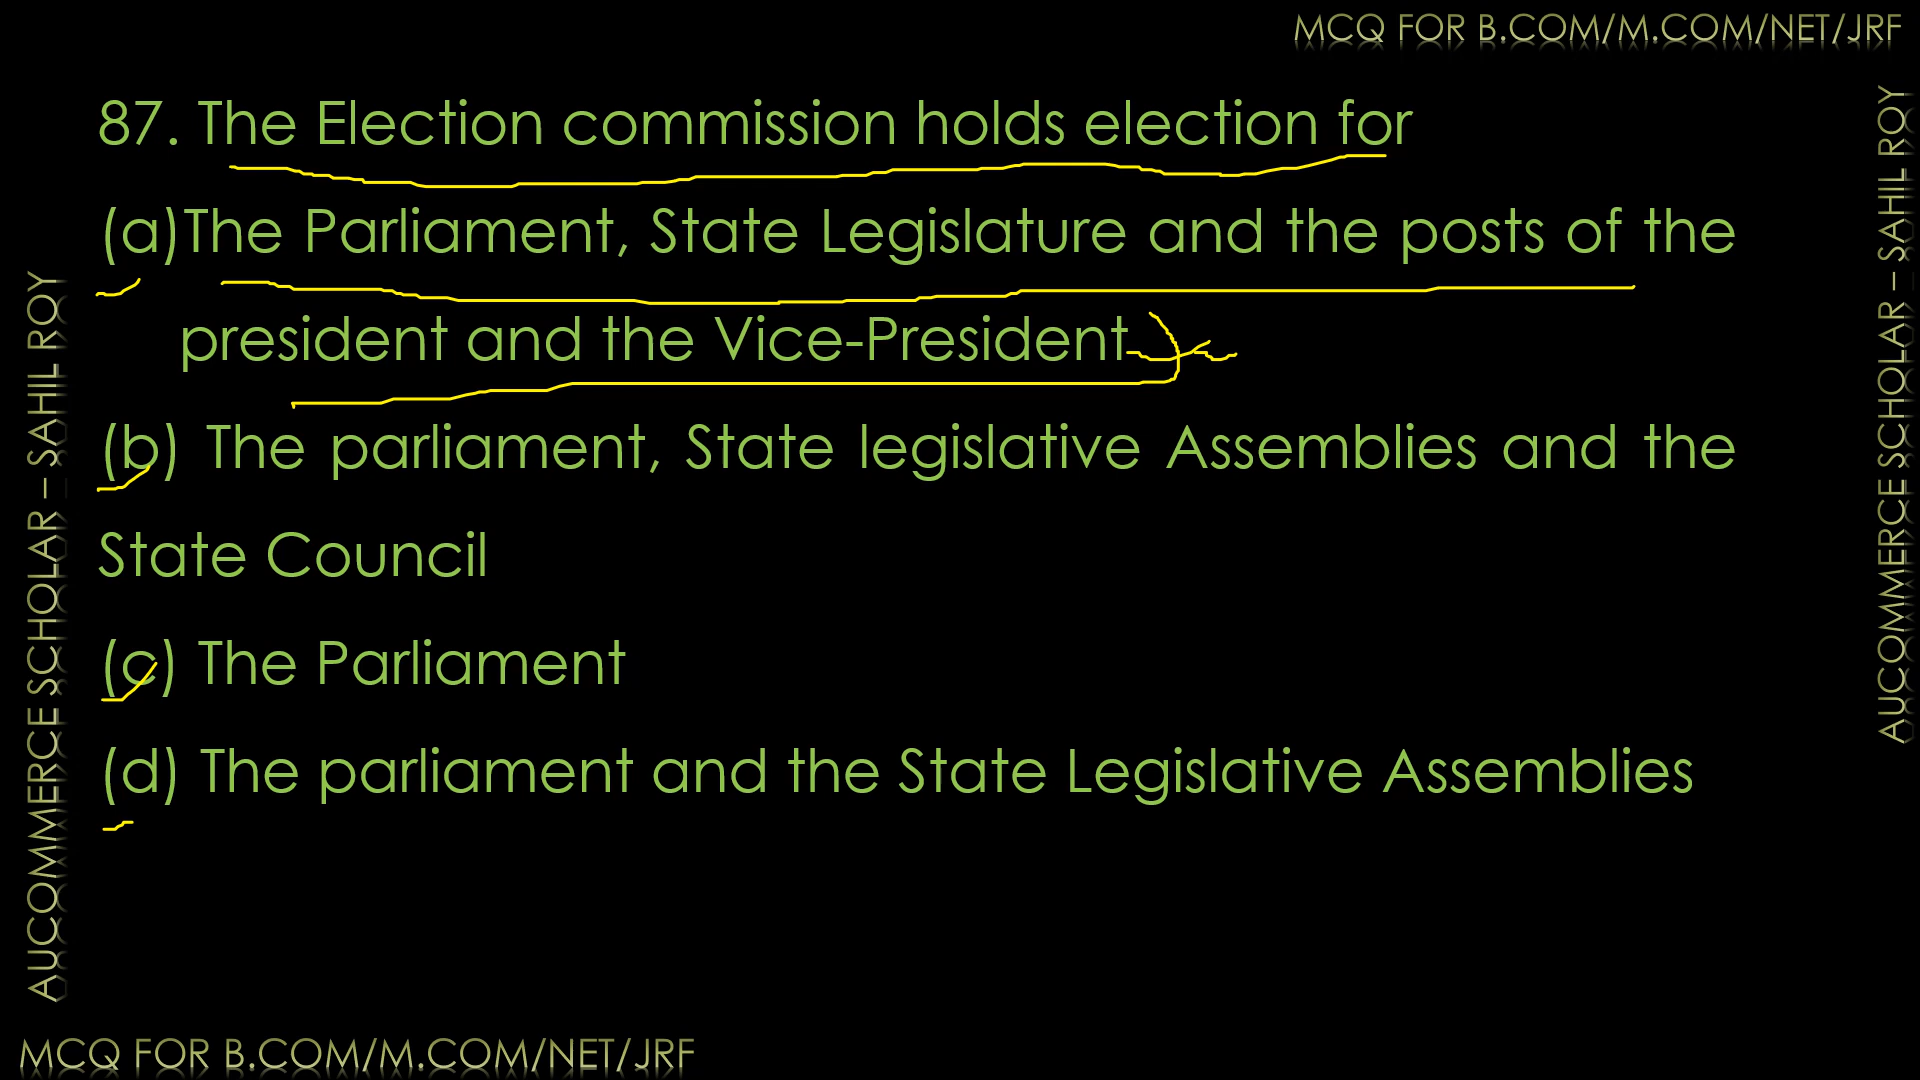 MCQ FOR B.COM/M.COM/NET/JRF
87. The Election commission holds election for
(a)The Parliament, State Legislature and the posts of the
president and the Vice-President
(b) The parliament, State legislative Assemblies and the
State Council
(c) The Parliament
(d) The parliament and the State Legislative Assemblies
AUCOMMERCE SCHOLAR – SAHIL ROY
AUCOMMERCE SCHOLAR – SAHIL ROY
MCQ FOR B.COM/M.COM/NET/JRF